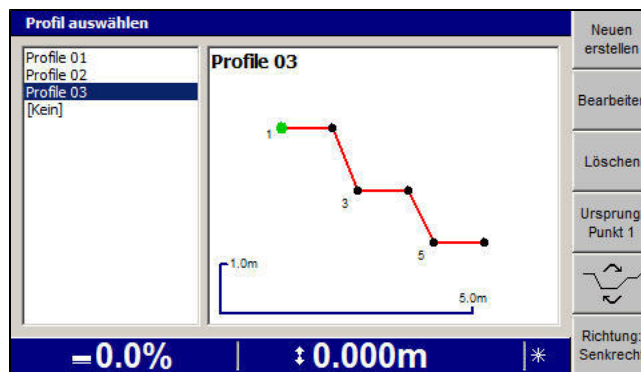 Profil auswählen
Profile 01
Profile 02
Profile 03
[Kein]
Profile 03
1
3
5
1.0m
5.0m
Neuen
erstellen
Bearbeiten
Löschen
Ursprung:
Punkt 1
Richtung:
Senkrecht
0.0%
0.000m